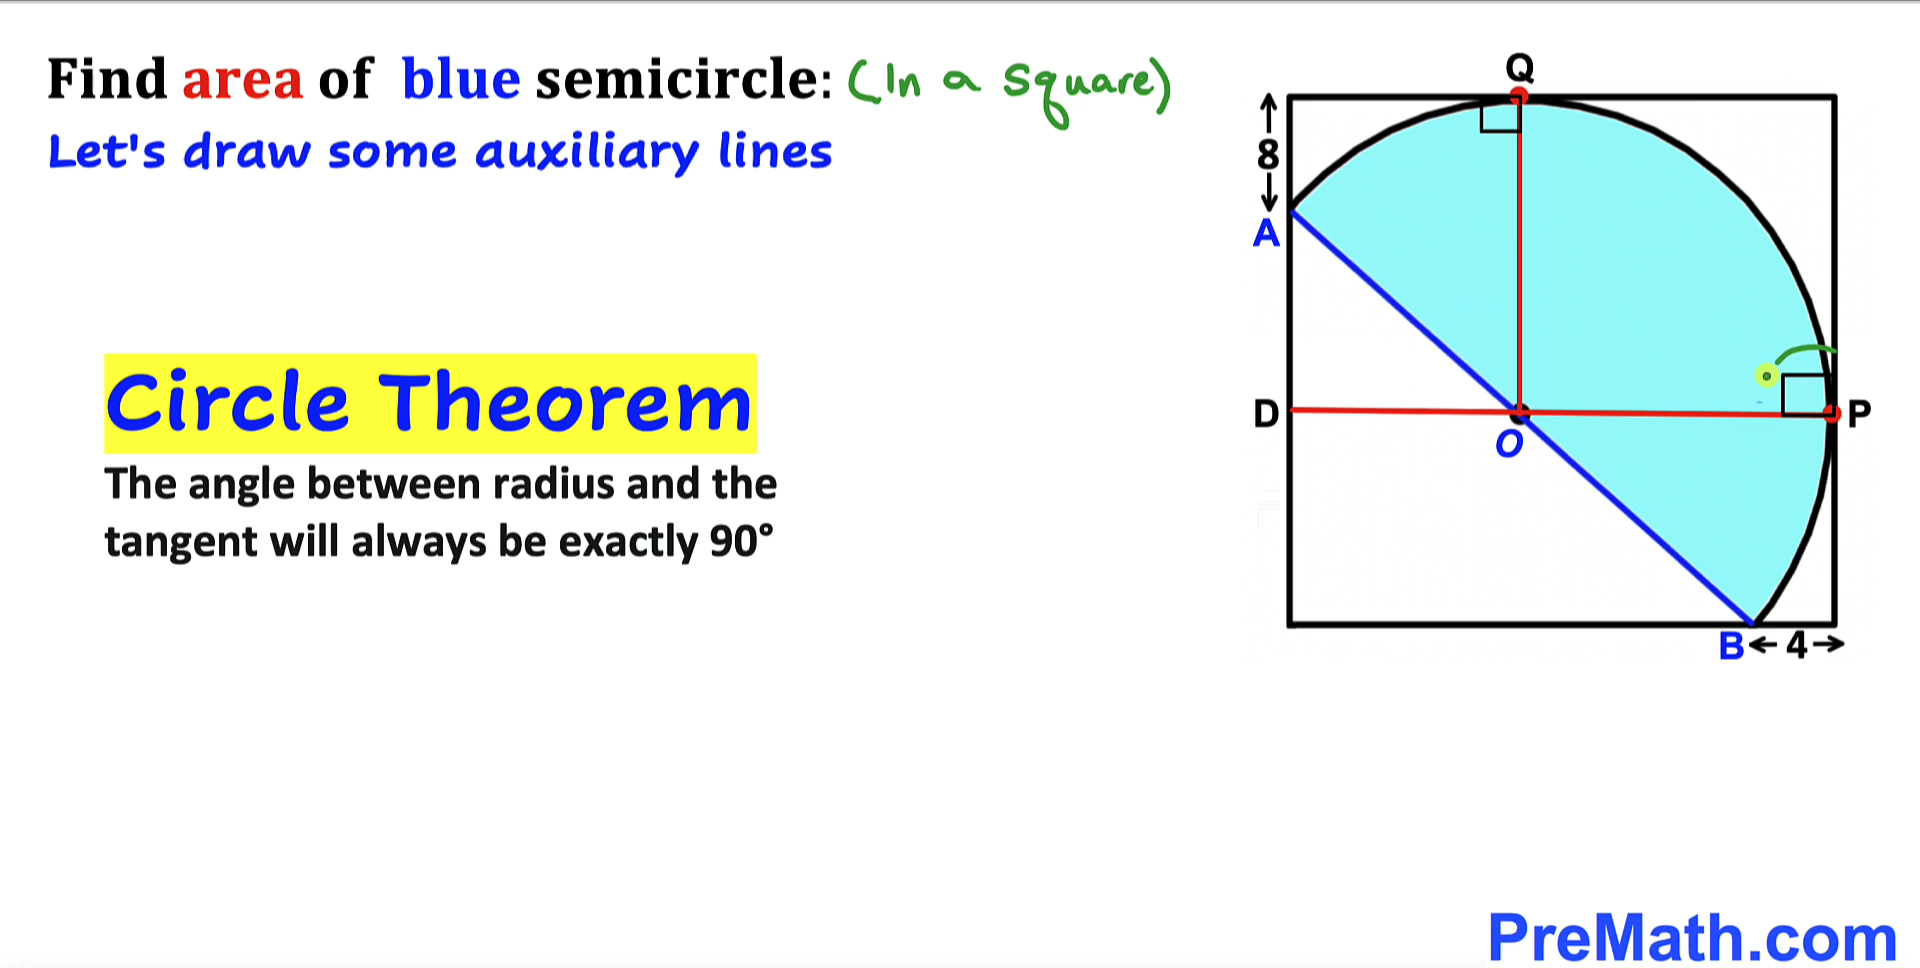 Find area of blue semicircle: (In a square)
Let's draw some auxiliary lines
Circle Theorem
The angle between radius and the
tangent will always be exactly 90°
Q
8
A
D
O
P
B
4
PreMath.com